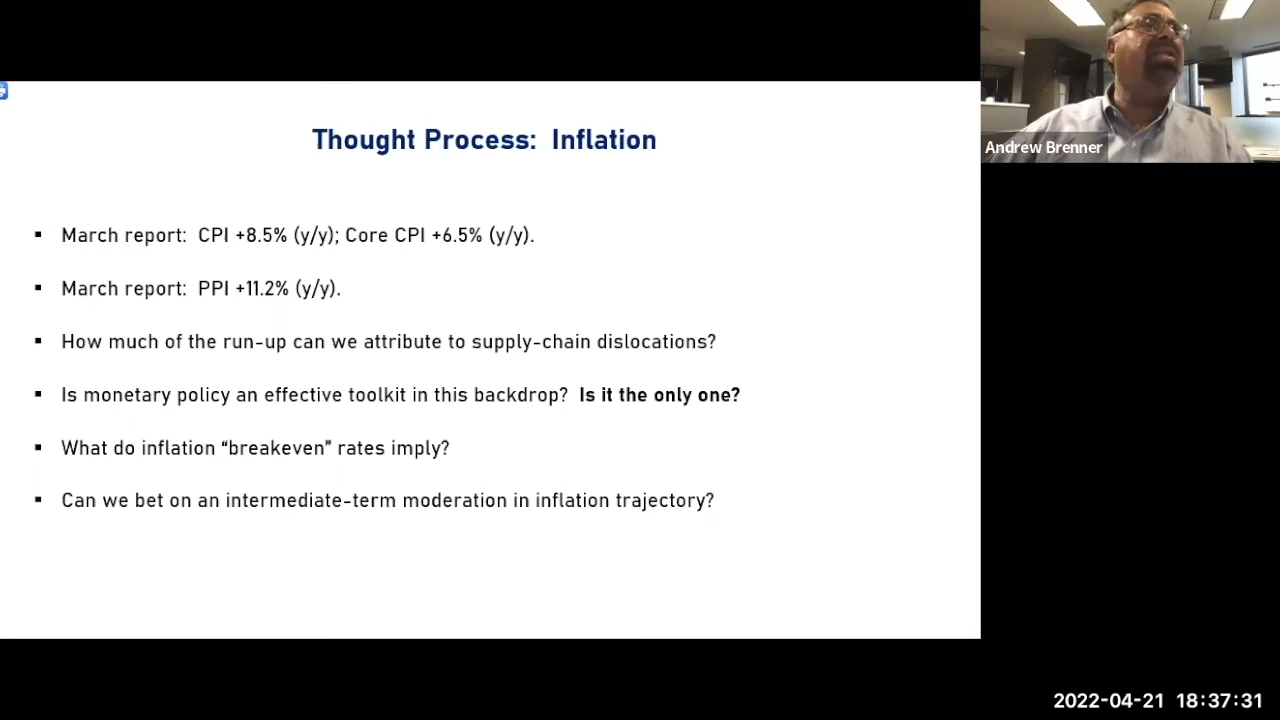 Thought Process: Inflation
Andrew Brenner
▪ March report: CPI +8.5% (y/y); Core CPI +6.5% (y/y).
▪ March report: PPI +11.2% (y/y).
▪ How much of the run-up can we attribute to supply-chain dislocations?
▪ Is monetary policy an effective toolkit in this backdrop? Is it the only one?
▪ What do inflation “breakeven” rates imply?
▪ Can we bet on an intermediate-term moderation in inflation trajectory?
2022-04-21 18:37:31